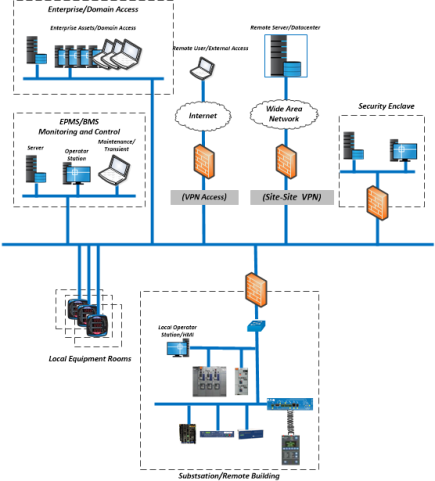 Enterprise/Domain Access
Enterprise Assets/Domain Access
Remote Server/Datacenter
Remote User/External Access
Internet
Wide Area
Network
Security Enclave
EPMS/BMS
Monitoring and Control
Server
Operator
Station
Maintenance/
Transient
(VPN Access)
(Site-Site VPN)
Local Operator
Station/HMI
Local Equipment Rooms
Substsation/Remote Building